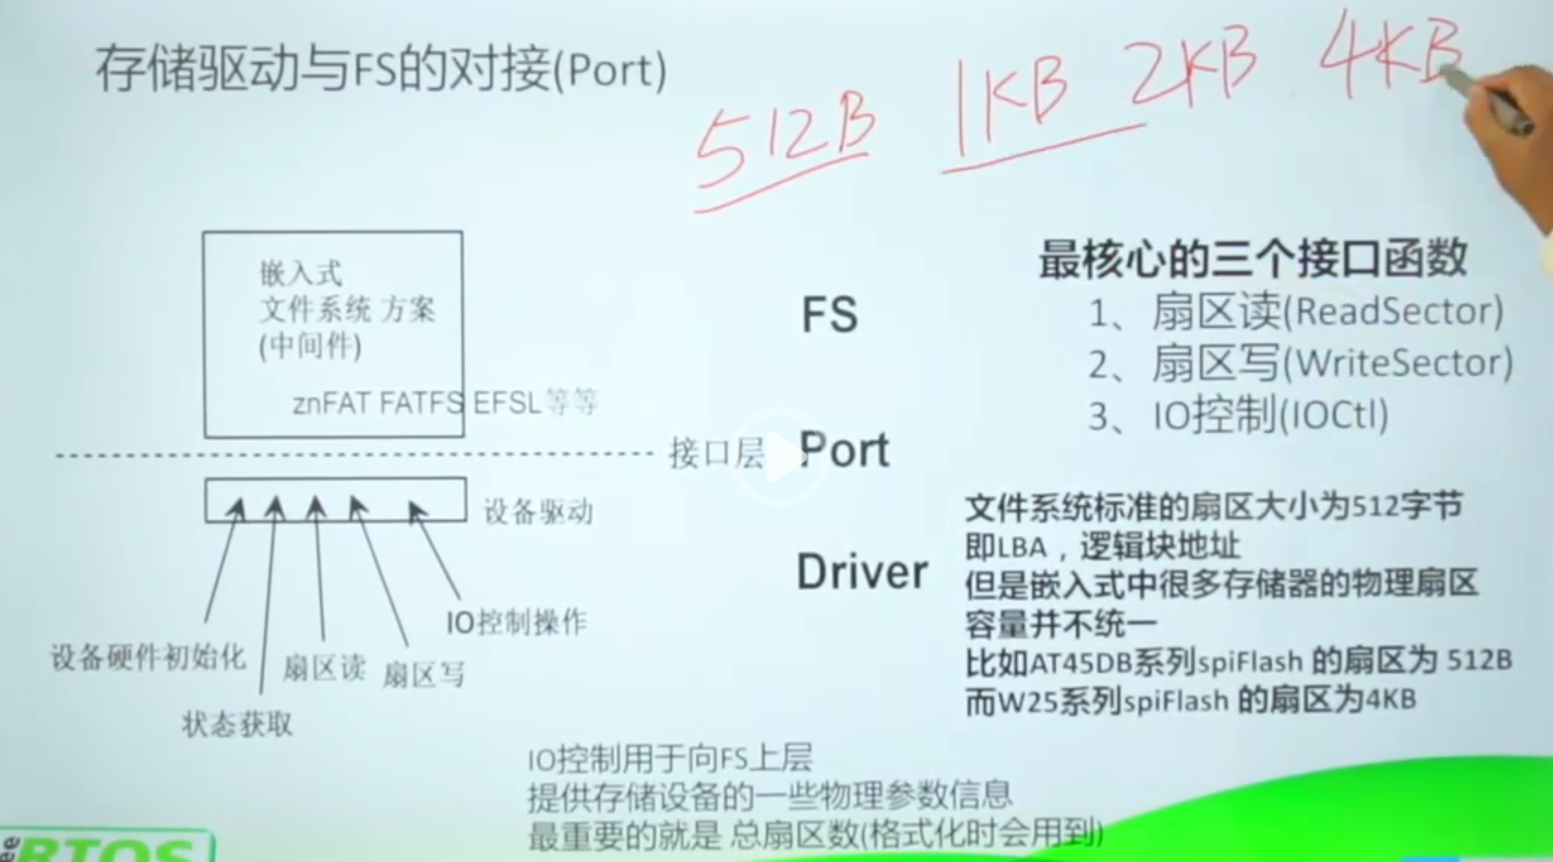 存储驱动与FS的对接(Port)
512B 1KB 2KB 4KB
嵌入式
文件系统 方案
(中间件)
znFAT FATFS EFSL等等
接口层
设备驱动
设备硬件初始化
状态获取
扇区读
扇区写
IO控制操作
FS
Port
Driver
最核心的三个接口函数
1、扇区读(ReadSector)
2、扇区写(WriteSector)
3、IO控制(IOCtl)
文件系统标准的扇区大小为512字节
即LBA，逻辑块地址
但是嵌入式中很多存储器的物理扇区
容量并不统一
比如AT45DB系列spiFlash 的扇区为 512B
而W25系列spiFlash 的扇区为4KB
IO控制用于向FS上层
提供存储设备的一些物理参数信息
最重要的就是 总扇区数(格式化时会用到)
ee
RTOS